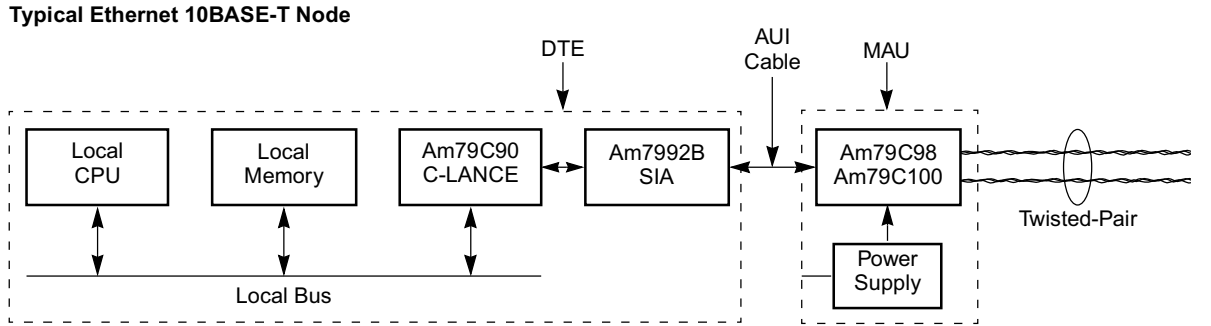 Typical Ethernet 10BASE-T Node
DTE
AUI
Cable
MAU
Local
CPU
Local
Memory
Am79C90
C-LANCE
Am7992B
SIA
Am79C98
Am79C100
Twisted-Pair
Power
Supply
Local Bus